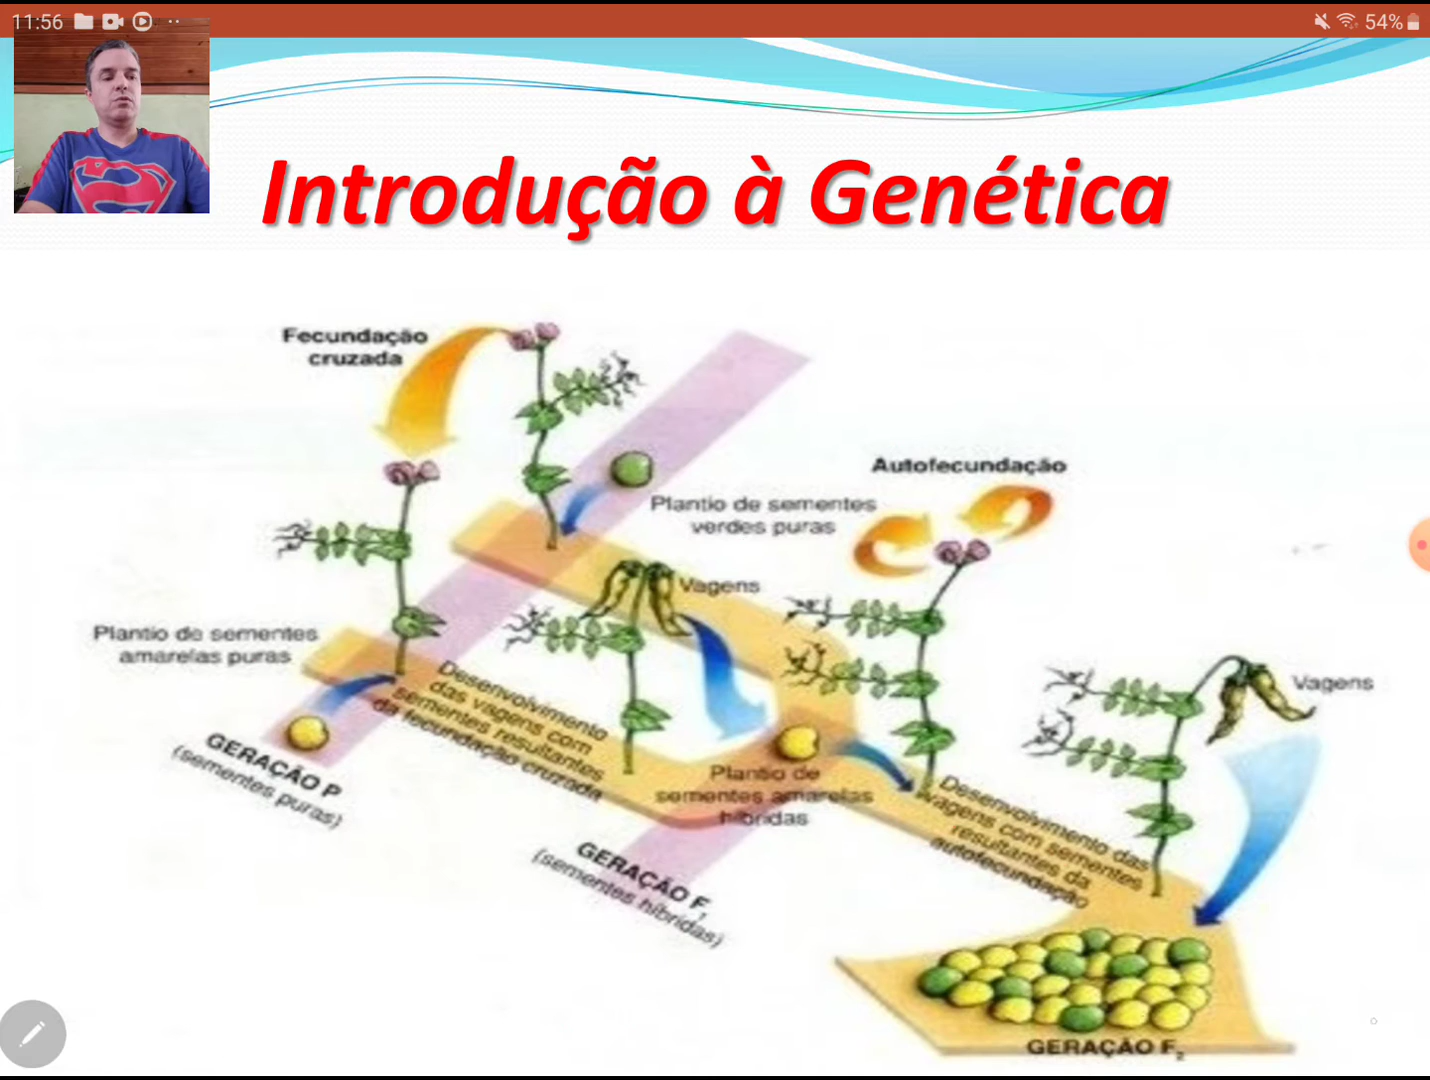 11:56
54%
Introdução à Genética
Fecundação
cruzada
Plantio de sementes
verdes puras
Autofecundação
Vagens
Plantio de sementes
amarelas puras
Vagens
Desenvolvimento
das vagens com
sementes resultantes
da fecundação cruzada
GERAÇÃO P
(sementes puras)
Plantio de
sementes amarelas
híbridas
Desenvolvimento das
vagens com sementes
resultantes da
autofecundação
GERAÇÃO F1
(sementes híbridas)
GERAÇÃO F2